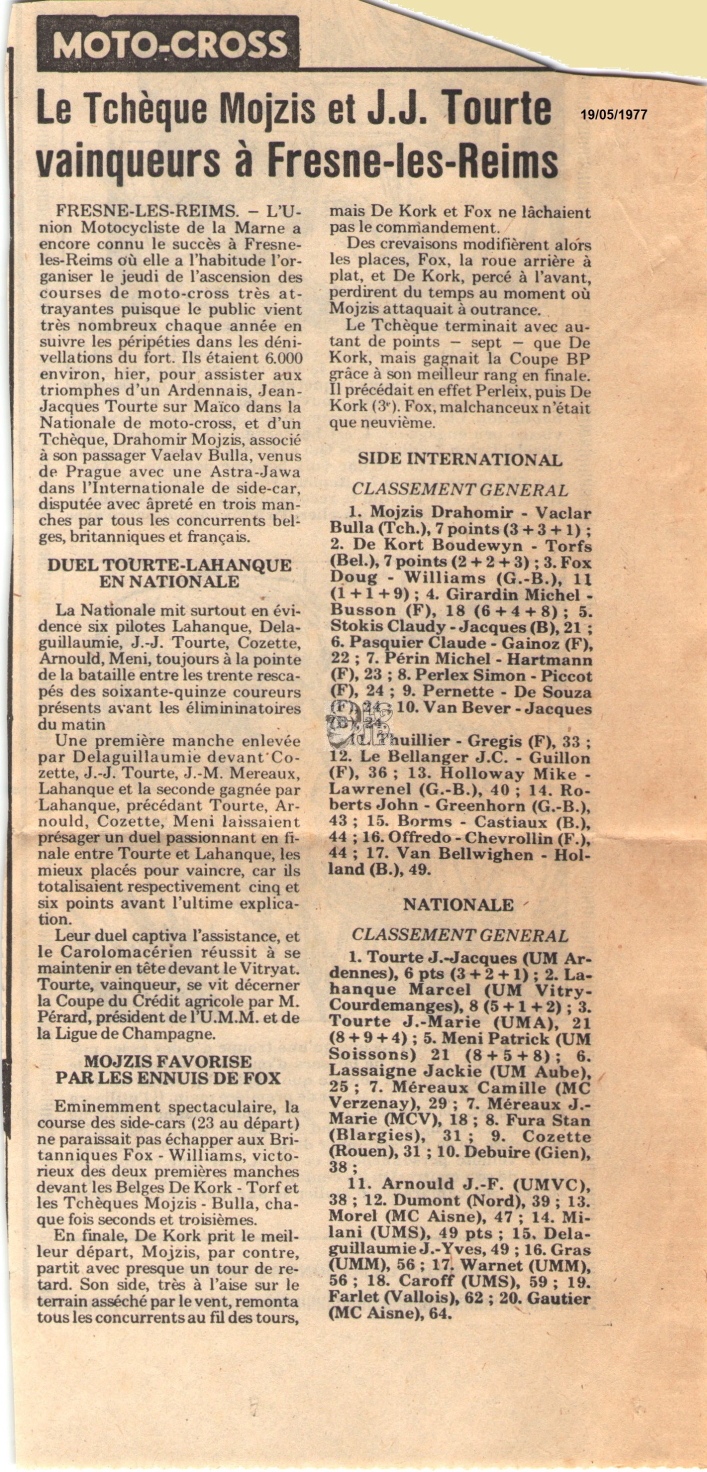 MOTO-CROSS
Le Tchèque Mojzis et J.J. Tourte
vainqueurs à Fresne-les-Reims
19/05/1977
FRESNE-LES-REIMS. – L'U-
nion Motocycliste de la Marne a
encore connu le succès à Fresne-
les-Reims où elle a l'habitude l'or-
ganiser le jeudi de l'ascension des
courses de moto-cross très at-
trayantes puisque le public vient
très nombreux chaque année en
suivre les péripéties dans les déni-
vellations du fort. Ils étaient 6.000
environ, hier, pour assister aux
triomphes d'un Ardennais, Jean-
Jacques Tourte sur Maïco dans la
Nationale de moto-cross, et d'un
Tchèque, Drahomir Mojzis, associé
à son passager Vaelav Bulla, venus
de Prague avec une Astra-Jawa
dans l'Internationale de side-car,
disputée avec âpreté en trois man-
ches par tous les concurrents bel-
ges, britanniques et français.
DUEL TOURTE-LAHANQUE
EN NATIONALE
La Nationale mit surtout en évi-
dence six pilotes Lahanque, Dela-
guillaumie, J.-J. Tourte, Cozette,
Arnould, Meni, toujours à la pointe
de la bataille entre les trente resca-
pés des soixante-quinze coureurs
présents avant les élimininatoires
du matin
Une première manche enlevée
par Delaguillaumie devant Co-
zette, J.-J. Tourte, J.-M. Mereaux,
Lahanque et la seconde gagnée par
Lahanque, précédant Tourte, Ar-
nould, Cozette, Meni laissaient
présager un duel passionnant en fi-
nale entre Tourte et Lahanque, les
mieux placés pour vaincre, car ils
totalisaient respectivement cinq et
six points avant l'ultime explica-
tion.
Leur duel captiva l'assistance, et
le Carolomacérien réussit à se
maintenir en tête devant le Vitryat.
Tourte, vainqueur, se vit décerner
la Coupe du Crédit agricole par M.
Pérard, président de l'U.M.M. et de
la Ligue de Champagne.
MOJZIS FAVORISE
PAR LES ENNUIS DE FOX
Eminemment spectaculaire, la
course des side-cars (23 au départ)
ne paraissait pas échapper aux Bri-
tanniques Fox - Williams, victo-
rieux des deux premières manches
devant les Belges De Kork - Torf et
les Tchèques Mojzis - Bulla, cha-
que fois seconds et troisièmes.
En finale, De Kork prit le meil-
leur départ, Mojzis, par contre,
partit avec presque un tour de re-
tard. Son side, très à l'aise sur le
terrain asséché par le vent, remonta
tous les concurrents au fil des tours,
mais De Kork et Fox ne lâchaient
pas le commandement.
Des crevaisons modifièrent alors
les places, Fox, la roue arrière à
plat, et De Kork, percé à l'avant,
perdirent du temps au moment où
Mojzis attaquait à outrance.
Le Tchèque terminait avec au-
tant de points – sept – que De
Kork, mais gagnait la Coupe BP
grâce à son meilleur rang en finale.
Il précédait en effet Perleix, puis De
Kork (3e). Fox, malchanceux n'était
que neuvième.
SIDE INTERNATIONAL
CLASSEMENT GENERAL
1. Mojzis Drahomir - Vaclar
Bulla (Tch.), 7 points (3 + 3 + 1) ;
2. De Kort Boudewyn - Torfs
(Bel.), 7 points (2 + 2 + 3) ; 3. Fox
Doug - Williams (G.-B.), 11
(1 + 1 + 9) ; 4. Girardin Michel -
Busson (F), 18 (6 + 4 + 8) ; 5.
Stokis Claudy - Jacques (B), 21 ;
6. Pasquier Claude - Gainoz (F),
22 ; 7. Périn Michel - Hartmann
(F), 23 ; 8. Perlex Simon - Piccot
(F), 24 ; 9. Pernette - De Souza
(F), 24 ; 10. Van Bever - Jacques
(B), 24.
11. Thuillier - Gregis (F), 33 ;
12. Le Bellanger J.C. - Guillon
(F), 36 ; 13. Holloway Mike -
Lawrenel (G.-B.), 40 ; 14. Ro-
berts John - Greenhorn (G.-B.),
43 ; 15. Borms - Castiaux (B.),
44 ; 16. Offredo - Chevrollin (F.),
44 ; 17. Van Bellwighen - Hol-
land (B.), 49.
NATIONALE
CLASSEMENT GENERAL
1. Tourte J.-Jacques (UM Ar-
dennes), 6 pts (3 + 2 + 1) ; 2. La-
hanque Marcel (UM Vitry-
Courdemanges), 8 (5 + 1 + 2) ; 3.
Tourte J.-Marie (UMA), 21
(8 + 9 + 4) ; 5. Meni Patrick (UM
Soissons) 21 (8 + 5 + 8) ; 6.
Lassaigne Jackie (UM Aube),
25 ; 7. Méreaux Camille (MC
Verzenay), 29 ; 7. Méreaux J.-
Marie (MCV), 18 ; 8. Fura Stan
(Blargies), 31 ; 9. Cozette
(Rouen), 31 ; 10. Debuire (Gien),
38 ;
11. Arnould J.-F. (UMVC),
38 ; 12. Dumont (Nord), 39 ; 13.
Morel (MC Aisne), 47 ; 14. Mi-
lani (UMS), 49 pts ; 15. Dela-
guillaumie J.-Yves, 49 ; 16. Gras
(UMM), 56 ; 17. Warnet (UMM),
56 ; 18. Caroff (UMS), 59 ; 19.
Farlet (Vallois), 62 ; 20. Gautier
(MC Aisne), 64.